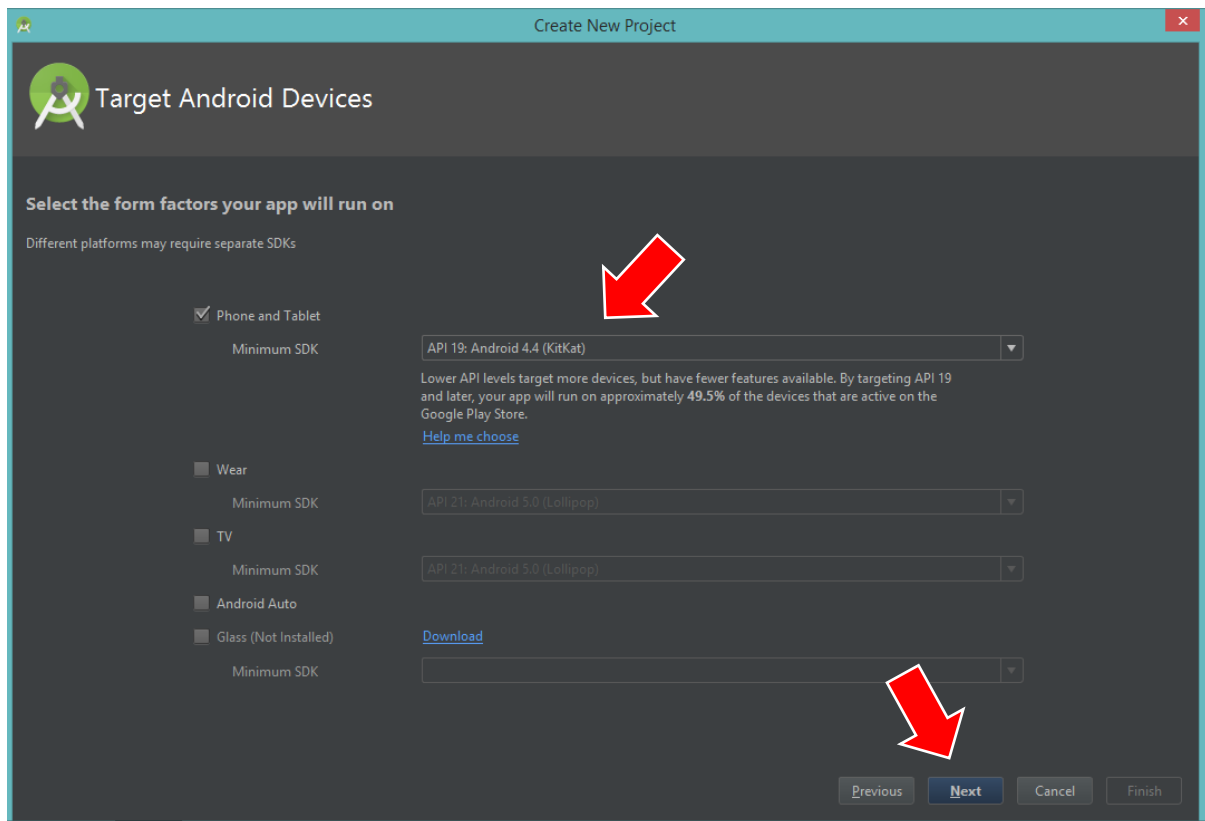 Create New Project
Target Android Devices
Select the form factors your app will run on
Different platforms may require separate SDKs
Phone and Tablet
Minimum SDK
API 19: Android 4.4 (KitKat)
Lower API levels target more devices, but have fewer features available. By targeting API 19
and later, your app will run on approximately 49.5% of the devices that are active on the
Google Play Store.
Help me choose
Wear
Minimum SDK
API 21: Android 5.0 (Lollipop)
TV
Minimum SDK
API 21: Android 5.0 (Lollipop)
Android Auto
Glass (Not Installed)
Download
Minimum SDK
Previous
Next
Cancel
Finish